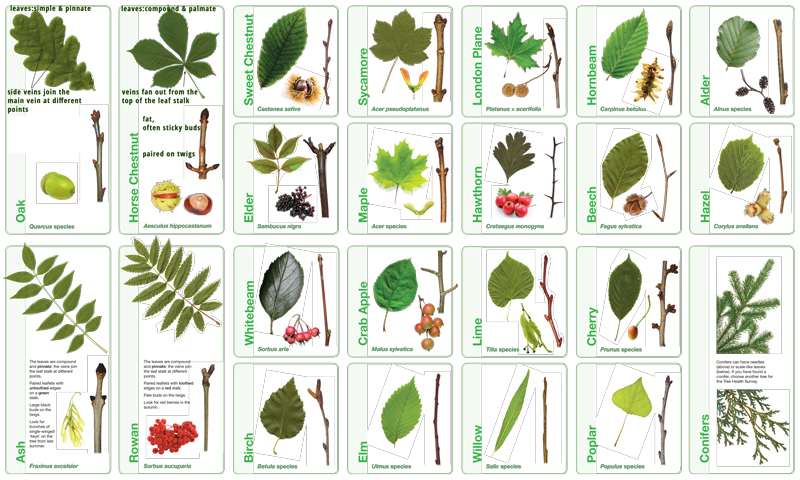 leaves:simple & pinnate
side veins join the
main vein at different
points
Oak
Quercus species
leaves:compound & palmate
veins fan out from the
top of the leaf stalk
fat,
often sticky buds
paired on twigs
Horse Chestnut
Aesculus hippocastanum
Sweet Chestnut
Castanea sativa
Sycamore
Acer pseudoplatanus
London Plane
Platanus x acerifolia
Hornbeam
Carpinus betulus
Alder
Alnus species
Elder
Sambucus nigra
Maple
Acer species
Hawthorn
Crataegus monogyna
Beech
Fagus sylvatica
Hazel
Corylus avellana
Ash
The leaves are compound
and pinnate: the veins join
the leaf stalk at different
points.
Paired leaflets with
untoothed edges
on a green
stalk.
Large black
buds on the
twigs.
Look for
bunches of
single-winged
'keys' on the
tree from late
summer.
Fraxinus excelsior
Rowan
The leaves are compound
and pinnate: the veins join
the leaf stalk at different
points.
Paired leaflets with toothed
edges on a red stalk.
Pale buds on the twigs.
Look for red berries in the
autumn.
Sorbus aucuparia
Whitebeam
Sorbus aria
Crab Apple
Malus sylvatica
Lime
Tilia species
Cherry
Prunus species
Conifers
Conifers can have needles
(above) or scale-like leaves
(below). If you have found a
conifer, choose another tree for
the Tree Health Survey.
Birch
Betula species
Elm
Ulmus species
Willow
Salix species
Poplar
Populus species